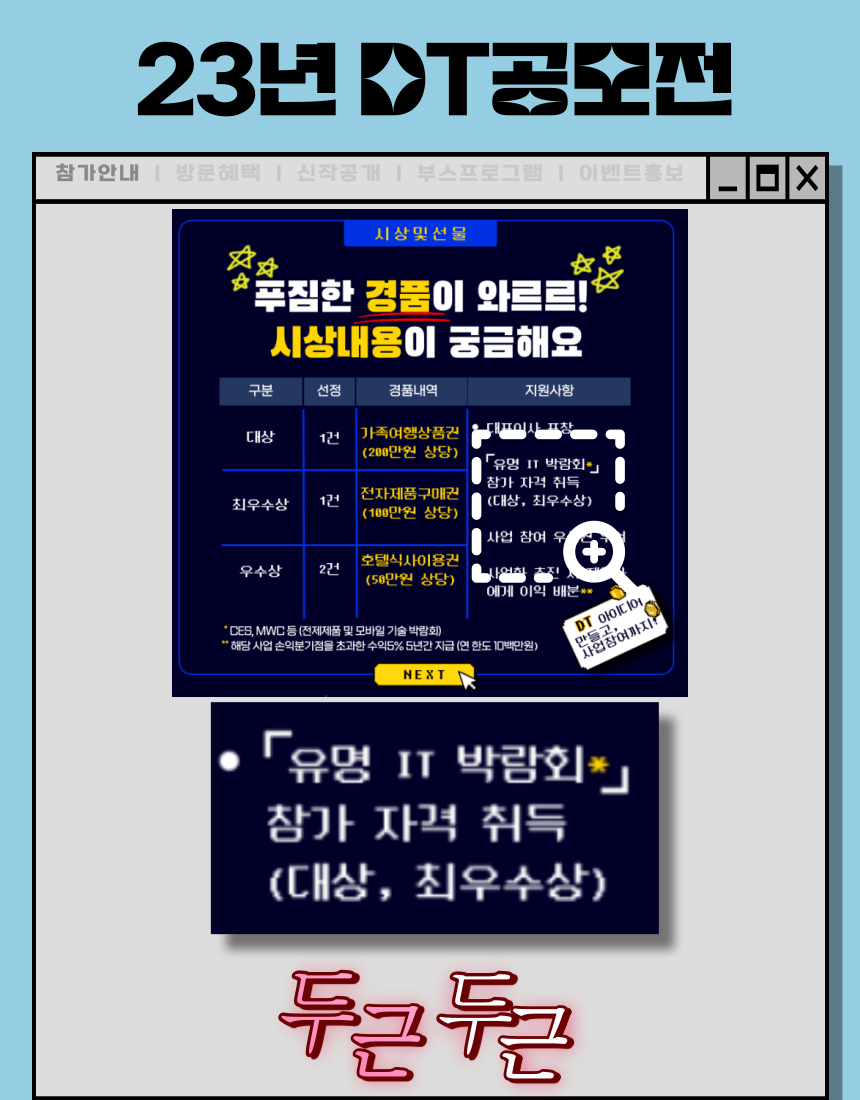 23년 DT공모전
참가안내 | 방문혜택 | 신작공개 | 부스프로그램 | 이벤트홍보
시상및선물
푸짐한 경품이 와르르!
시상내용이 궁금해요
구분 선정 경품내역 지원사항
대상 1건 가족여행상품권
(200만원 상당)
최우수상 1건 전자제품구매권
(100만원 상당)
우수상 2건 호텔식사이용권
(50만원 상당)
• 대표이사 표창
「유명 IT 박람회*」
참가 자격 취득
(대상, 최우수상)
사업 참여
사업화 추진
에게 이익 배분**
* CES, MWC 등 (전제제품 및 모바일 기술 박람회)
** 해당 사업 손익분기점을 초과한 수익5% 5년간 지급 (연 한도 10백만원)
DT 아이디어
만들고,
사업참여까지?
NEXT
• 「유명 IT 박람회*」
참가 자격 취득
(대상, 최우수상)
두근두근